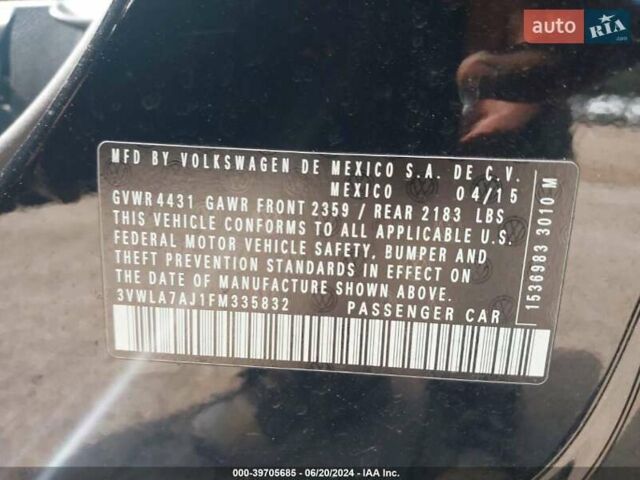 auto RIA
.com
MFD BY VOLKSWAGEN DE MEXICO S.A. DE C.V.
MEXICO 04/15
GVWR 4431 GAWR FRONT 2359 / REAR 2183 LBS
THIS VEHICLE CONFORMS TO ALL APPLICABLE U.S.
FEDERAL MOTOR VEHICLE SAFETY, BUMPER AND
THEFT PREVENTION STANDARDS IN EFFECT ON
THE DATE OF MANUFACTURE SHOWN ABOVE.
3VWLA7AJ1FM335832 PASSENGER CAR
1536983 3010 M
000-39705685 - 06/20/2024 - IAA Inc.